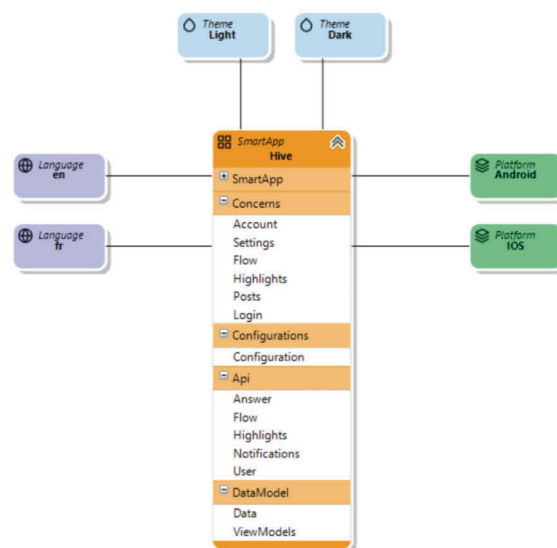 Theme
Light
Theme
Dark
SmartApp
Hive
Language
en
Language
fr
Platform
Android
Platform
IOS
SmartApp
Concerns
Account
Settings
Flow
Highlights
Posts
Login
Configurations
Configuration
Api
Answer
Flow
Highlights
Notifications
User
DataModel
Data
ViewModels